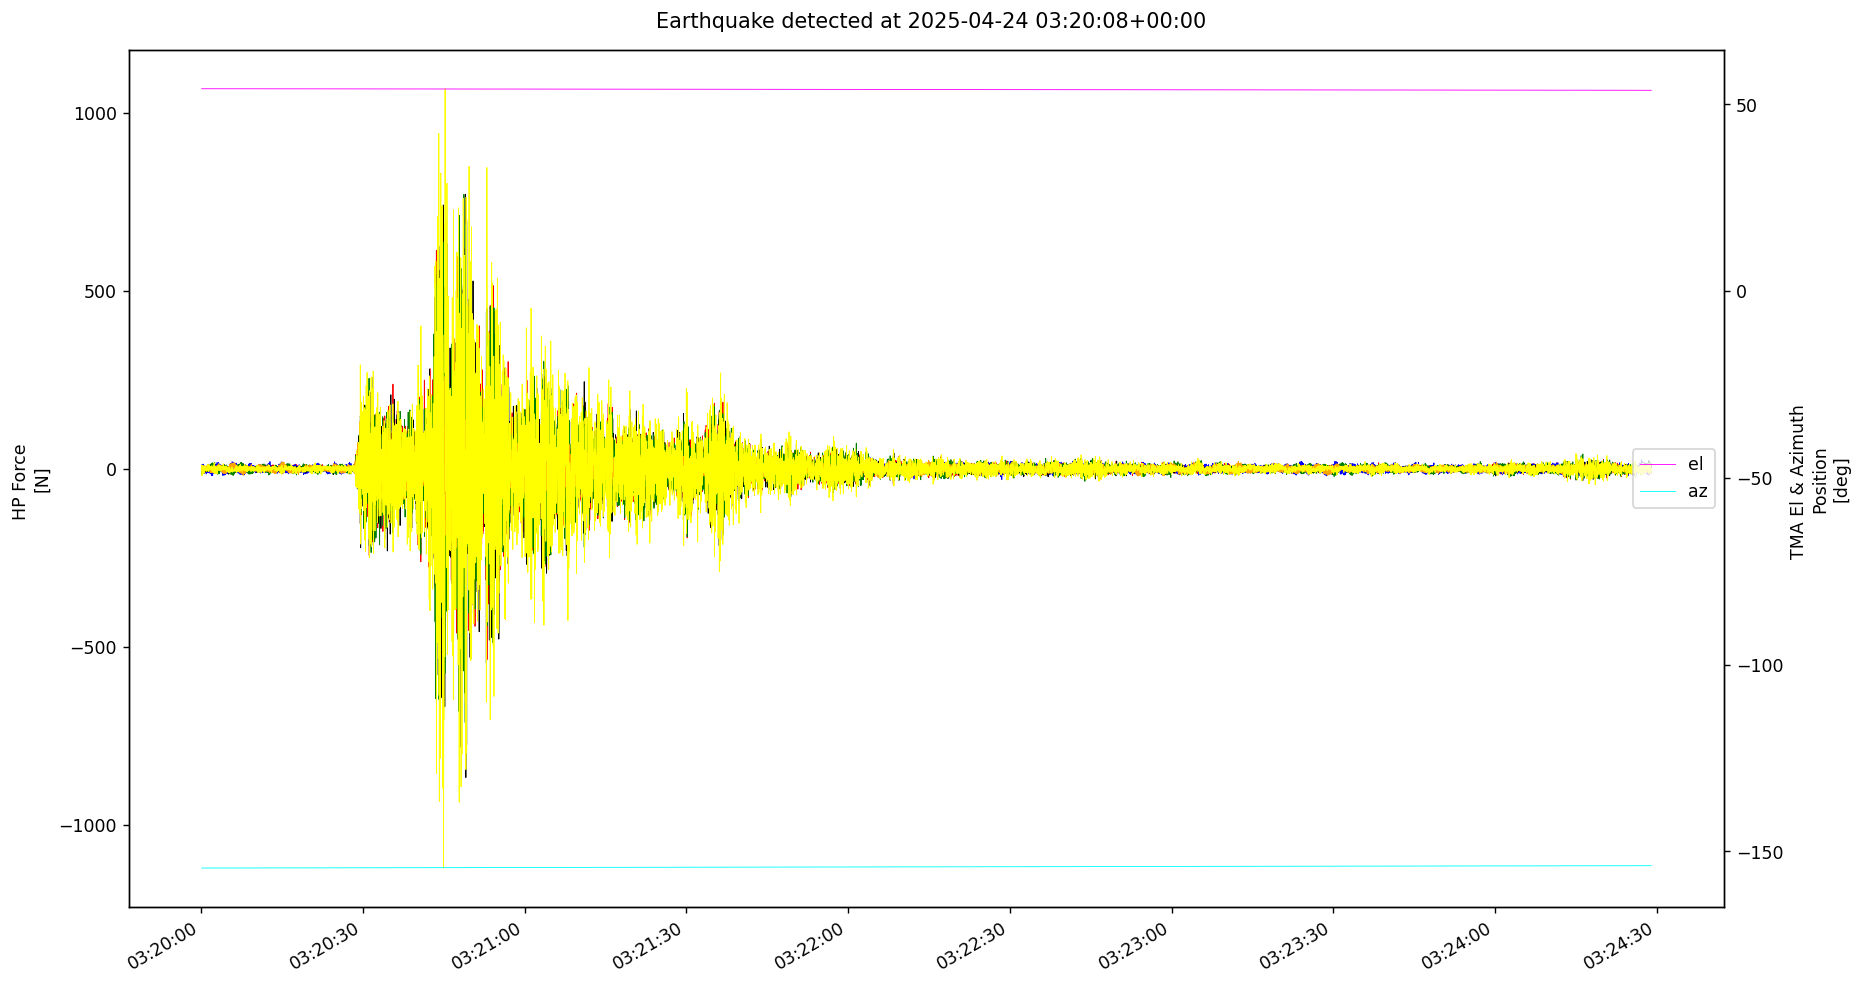 Earthquake detected at 2025-04-24 03:20:08+00:00
1000
500
0
−500
−1000
HP Force
[N]
50
0
−50
−100
−150
TMA El & Azimuth
Position
[deg]
el
az
03:20:00
03:20:30
03:21:00
03:21:30
03:22:00
03:22:30
03:23:00
03:23:30
03:24:00
03:24:30